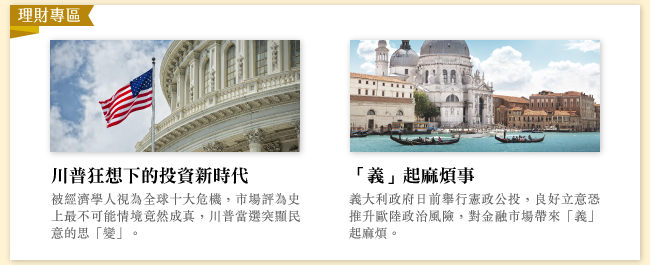 理財專區
川普狂想下的投資新時代
被經濟學人視為全球十大危機，市場評為史
上最不可能情境竟然成真，川普當選突顯民
意的思「變」。
「義」起麻煩事
義大利政府日前舉行憲政公投，良好立意恐
推升歐陸政治風險，對金融市場帶來「義」
起麻煩。